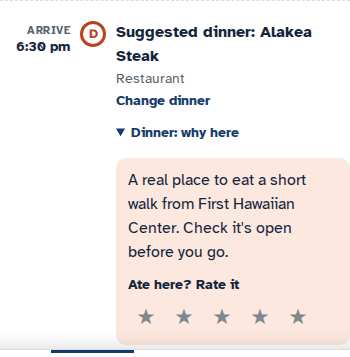 ARRIVE
6:30 pm
D
Suggested dinner: ALakea
Steak
Restaurant
Change dinner
▼ Dinner: why here
A real place to eat a short
walk from First Hawaiian
Center. Check it's open
before you go.
Ate here? Rate it
★ ★ ★ ★ ★